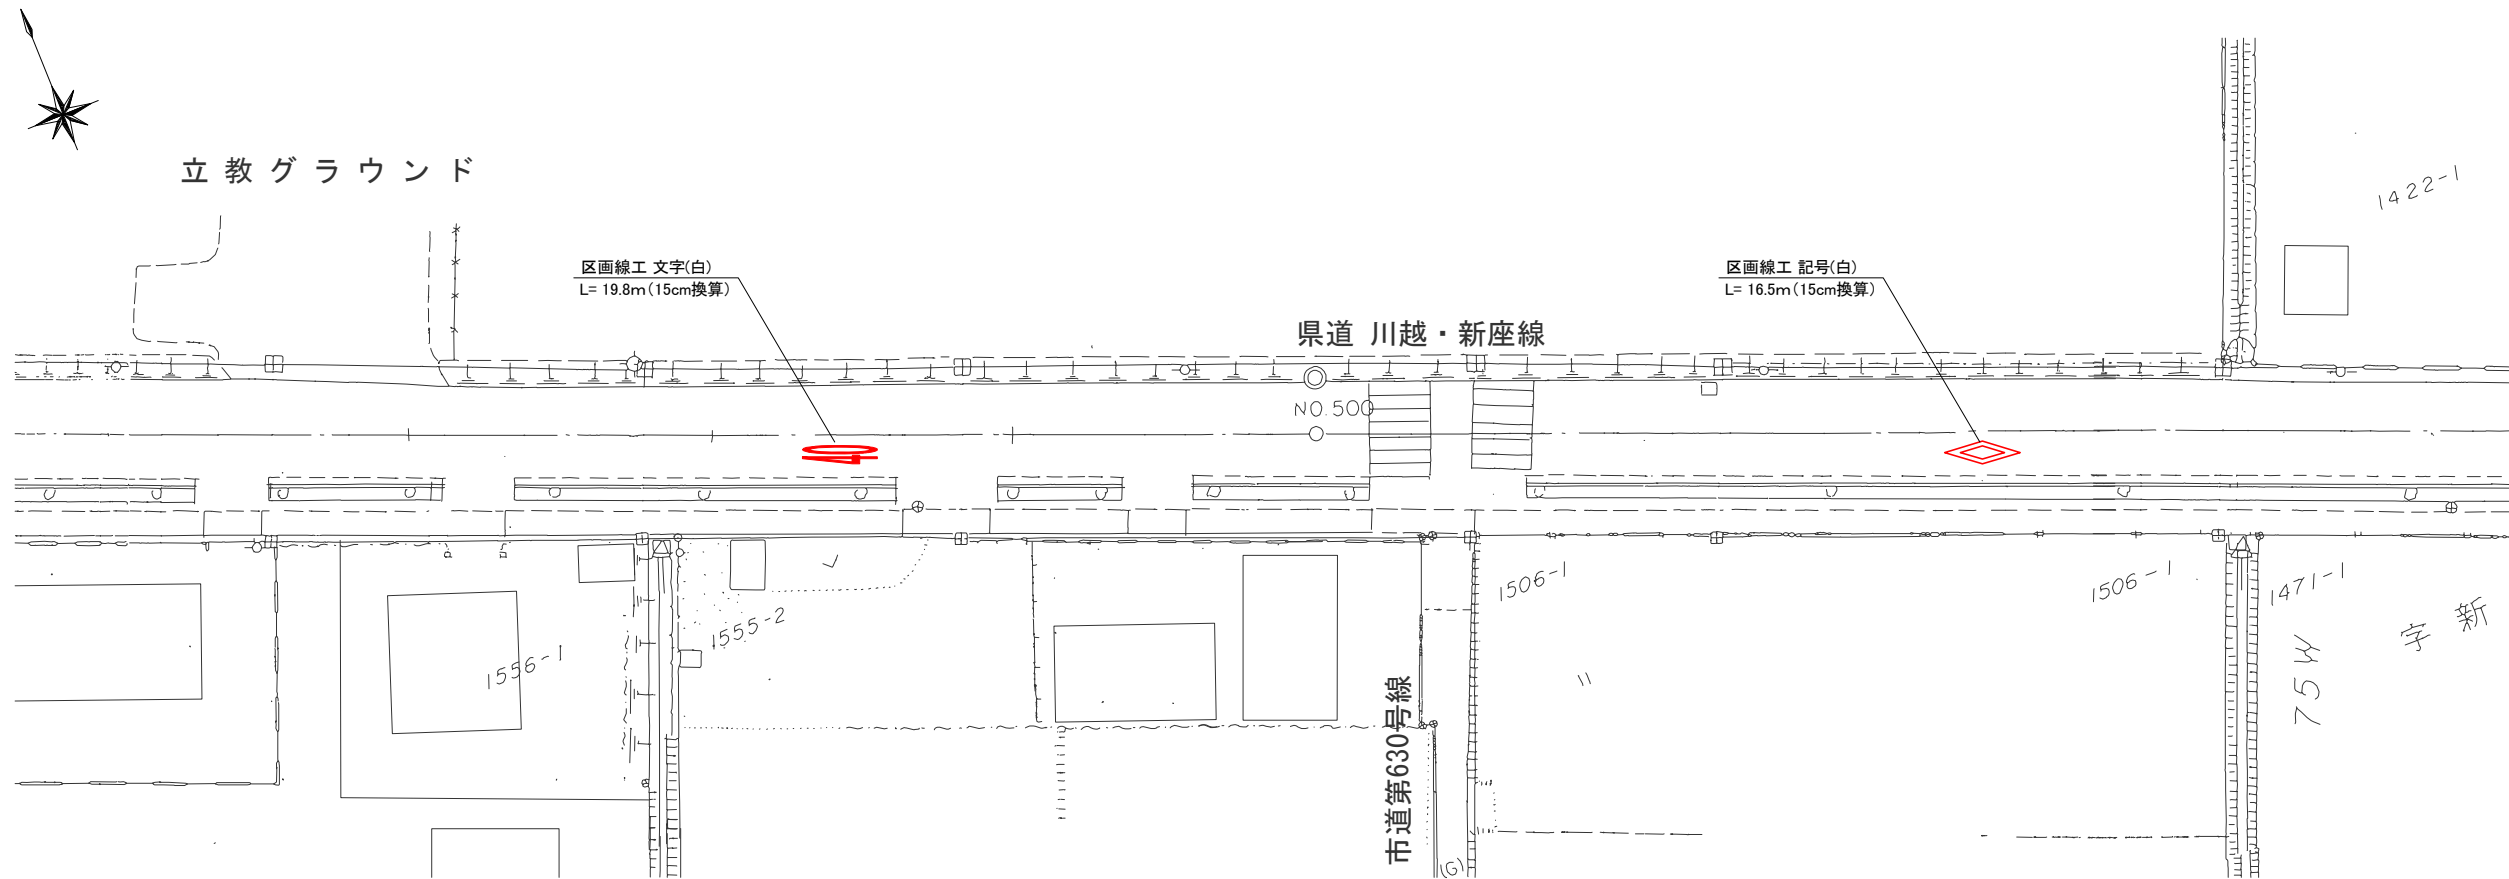 立教グラウンド
1422-1
区画線工 文字(白)
L= 19.8m(15cm換算)
区画線工 記号(白)
L= 16.5m(15cm換算)
県道 川越・新座線
NO.500
40
1506-1
1506-1
1471-1
1555-2
1556-1
字 新
75W
市道第630号線
(G)